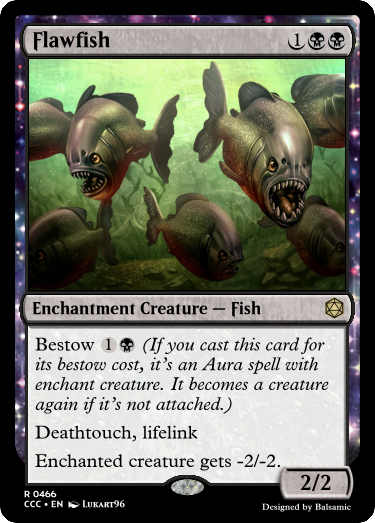 Flawfish 1
Enchantment Creature — Fish
Bestow 1 (If you cast this card for
its bestow cost, it's an Aura spell with
enchant creature. It becomes a creature
again if it's not attached.)
Deathtouch, lifelink
Enchanted creature gets -2/-2.
2/2
R 0466
CCC • EN Lukart96
Designed by Balsamic